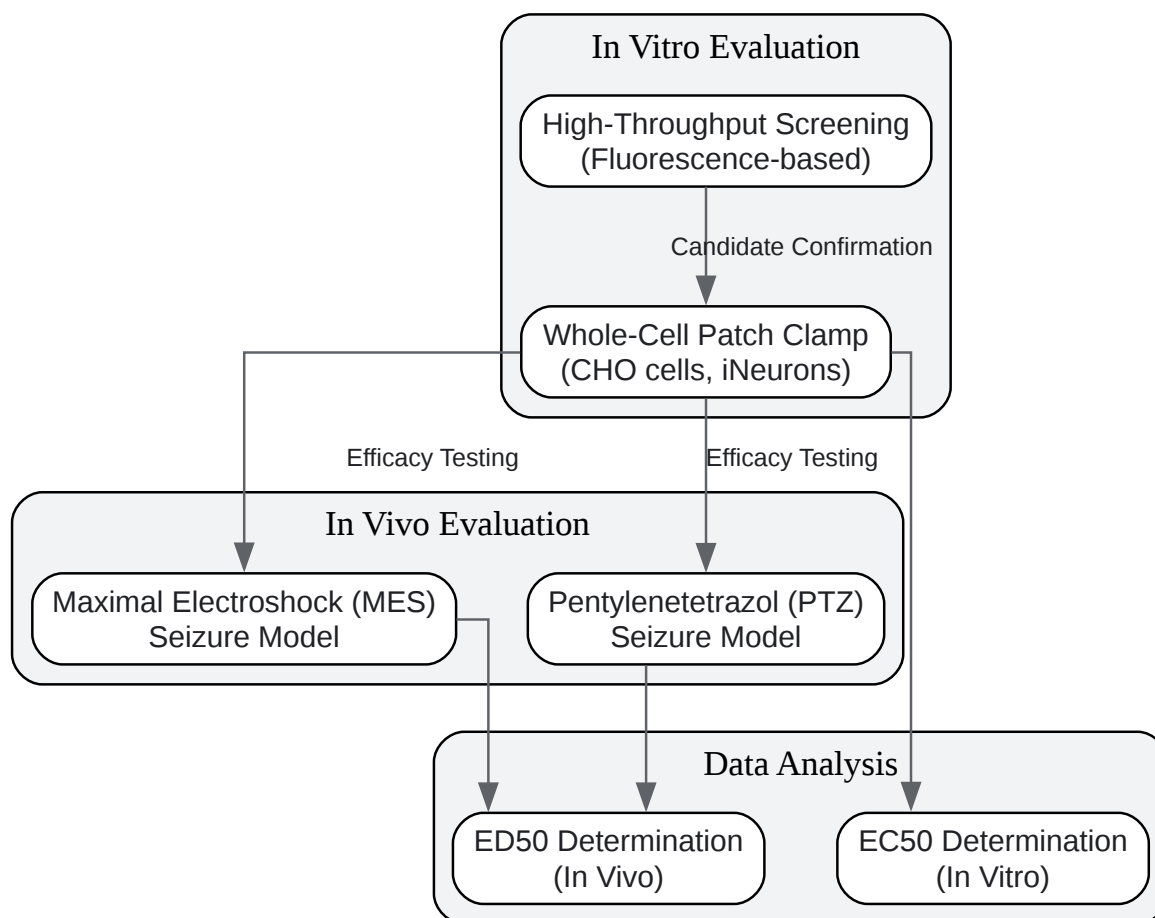 In Vitro Evaluation
High-Throughput Screening
(Fluorescence-based)
Candidate Confirmation
Whole-Cell Patch Clamp
(CHO cells, iNeurons)
Efficacy Testing
Efficacy Testing
In Vivo Evaluation
Maximal Electroshock (MES)
Seizure Model
Pentylenetetrazol (PTZ)
Seizure Model
Data Analysis
ED50 Determination
(In Vivo)
EC50 Determination
(In Vitro)